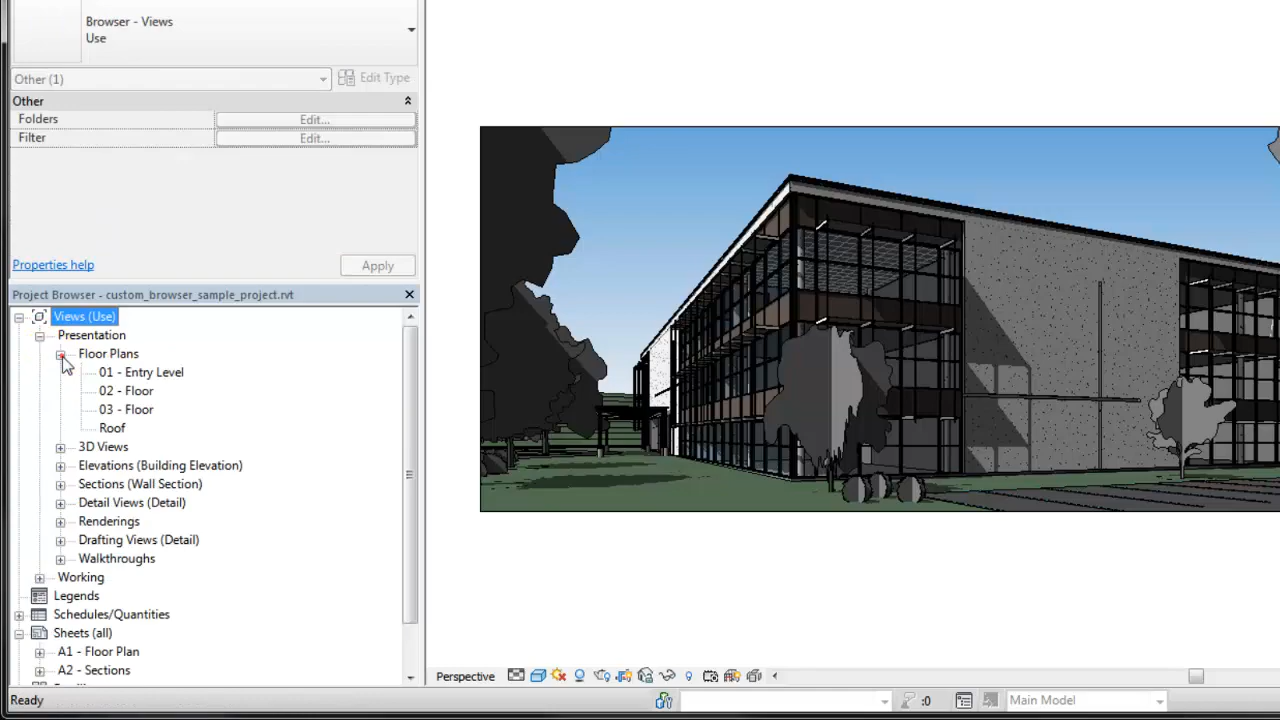 Browser - Views
Use
Other (1)
Edit Type
Other
Folders Edit...
Filter Edit...
Properties help Apply
Project Browser - custom_browser_sample_project.rvt
Views (Use)
Presentation
Floor Plans
01 - Entry Level
02 - Floor
03 - Floor
Roof
3D Views
Elevations (Building Elevation)
Sections (Wall Section)
Detail Views (Detail)
Renderings
Drafting Views (Detail)
Walkthroughs
Working
Legends
Schedules/Quantities
Sheets (all)
A1 - Floor Plan
A2 - Sections
Perspective
Ready :0 Main Model